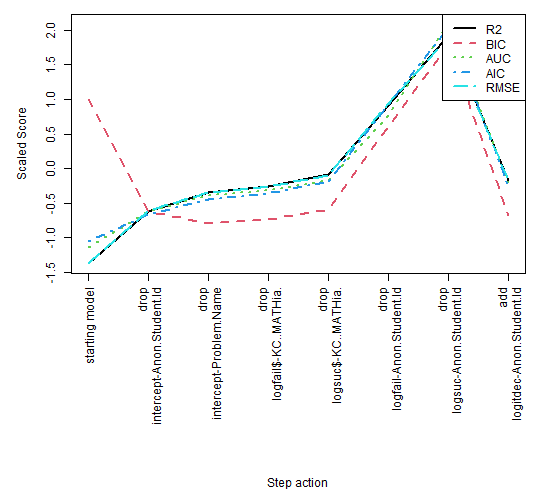 R2
BIC
AUC
AIC
RMSE
Scaled Score
2.0
1.5
1.0
0.5
0.0
-0.5
-1.0
-1.5
starting model
drop
intercept-Anon.Student.Id
drop
intercept-Problem.Name
drop
logfail$-KC..MATHia.
drop
logsuc$-KC..MATHia.
drop
logfail-Anon.Student.Id
drop
logsuc-Anon.Student.Id
add
logitdec-Anon.Student.Id
Step action